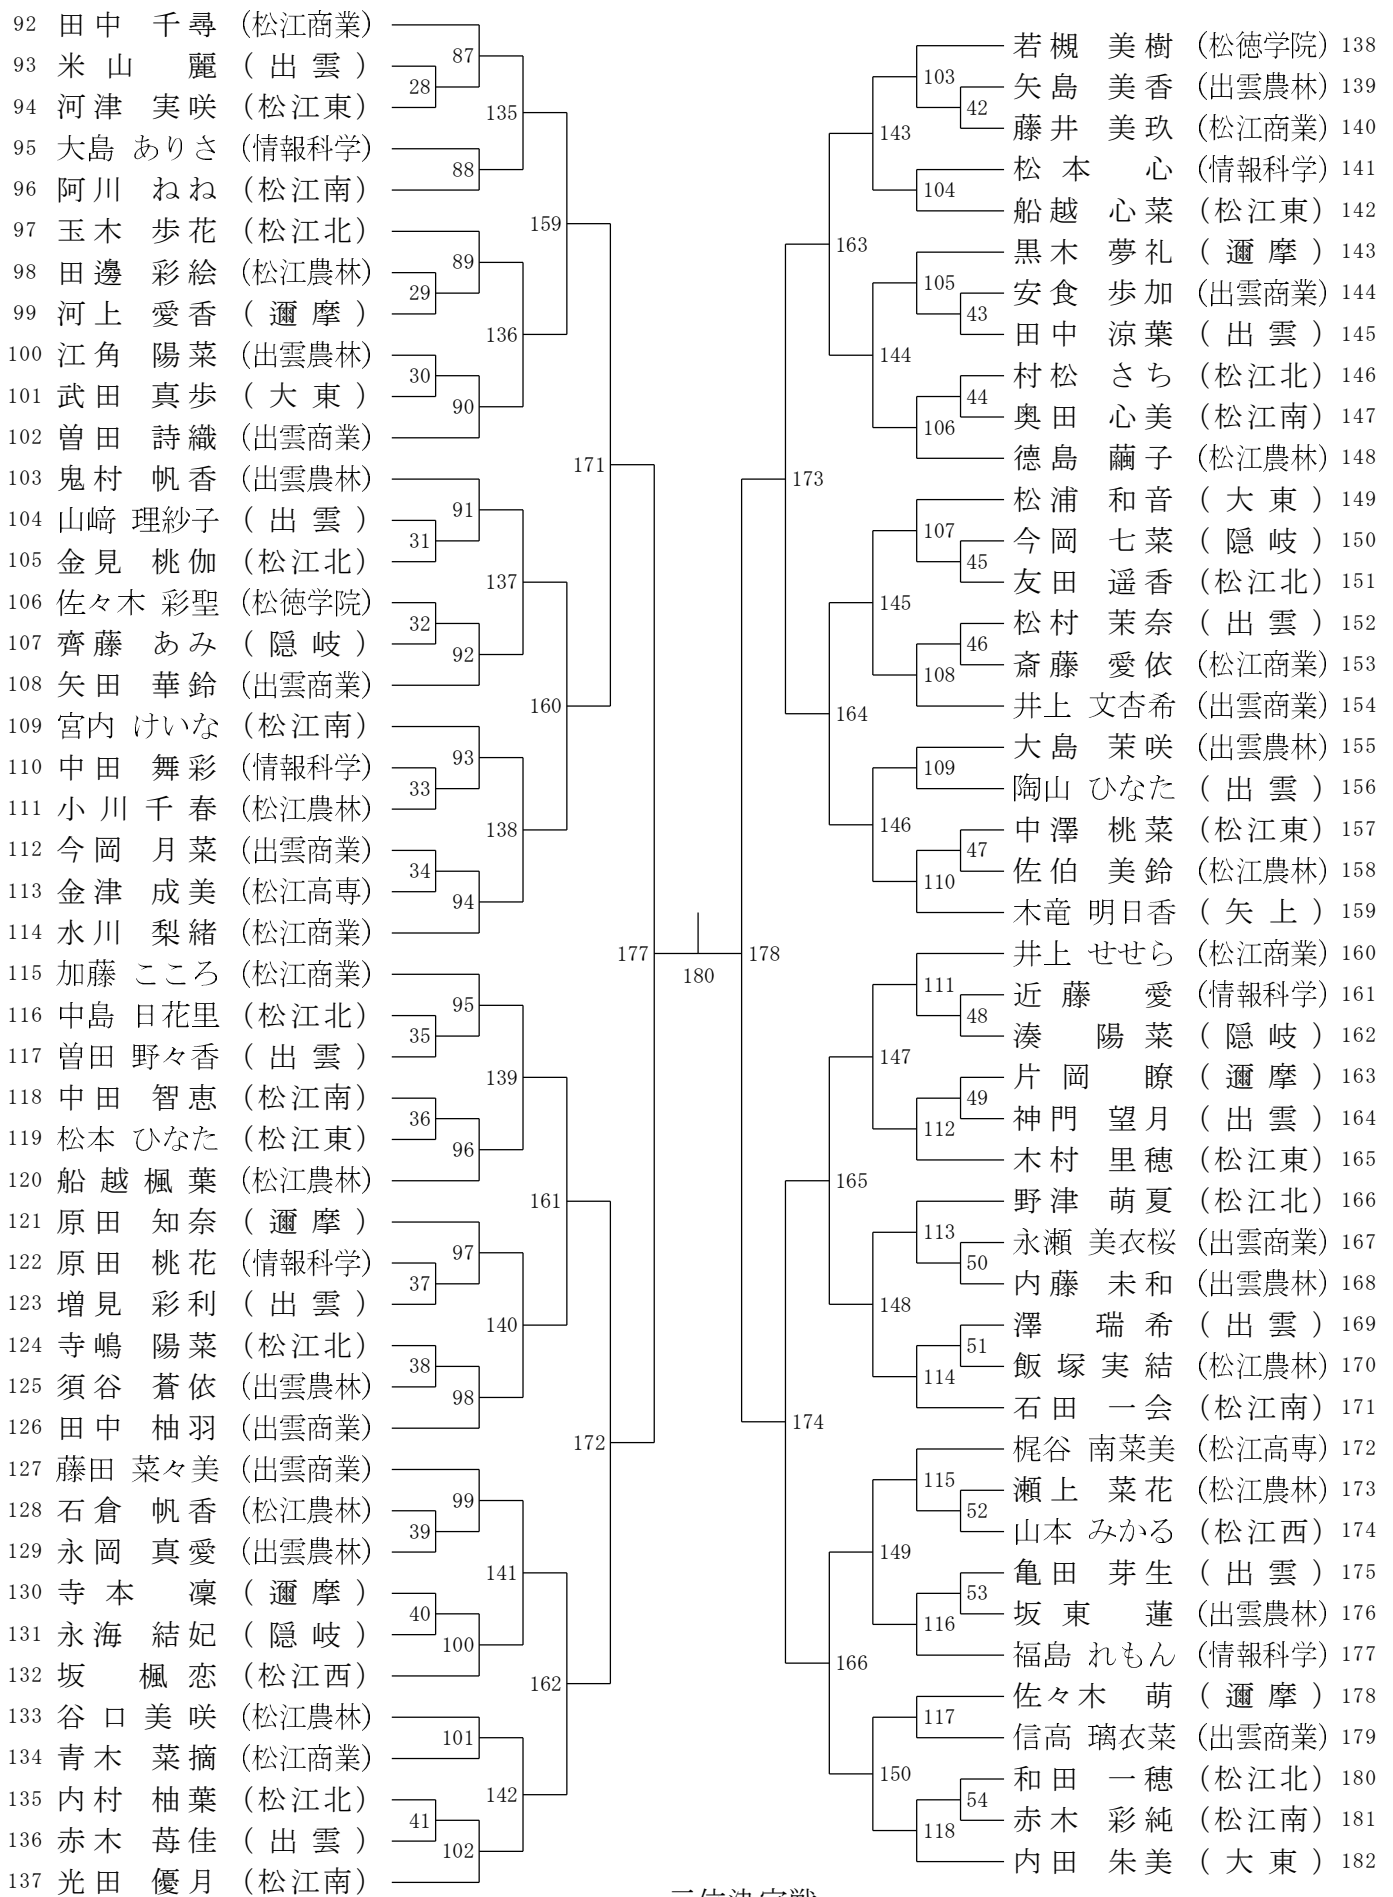 92 田中 千尋 (松江商業)
93 米山 麗 (出雲)
94 河津 実咲 (松江東)
95 大島 ありさ (情報科学)
96 阿川 ねね (松江南)
97 玉木 歩花 (松江北)
98 田邊 彩絵 (松江農林)
99 河上 愛香 (邇摩)
100 江角 陽菜 (出雲農林)
101 武田 真歩 (大東)
102 曽田 詩織 (出雲商業)
103 鬼村 帆香 (出雲農林)
104 山﨑 理紗子 (出雲)
105 金見 桃伽 (松江北)
106 佐々木 彩聖 (松徳学院)
107 齊藤 あみ (隠岐)
108 矢田 華鈴 (出雲商業)
109 宮内 けいな (松江南)
110 中田 舞彩 (情報科学)
111 小川千春 (松江農林)
112 今岡 月菜 (出雲商業)
113 金津 成美 (松江高専)
114 水川 梨緒 (松江商業)
115 加藤 こころ (松江商業)
116 中島 日花里 (松江北)
117 曽田 野々香 (出雲)
118 中田 智恵 (松江南)
119 松本 ひなた (松江東)
120 船越楓葉 (松江農林)
121 原田 知奈 (邇摩)
122 原田 桃花 (情報科学)
123 増見 彩利 (出雲)
124 寺嶋 陽菜 (松江北)
125 須谷 蒼依 (出雲農林)
126 田中 柚羽 (出雲商業)
127 藤田 菜々美 (出雲商業)
128 石倉 帆香 (松江農林)
129 永岡 真愛 (出雲農林)
130 寺本 凜 (邇摩)
131 永海 結妃 (隠岐)
132 坂 楓恋 (松江西)
133 谷口美咲 (松江農林)
134 青木 菜摘 (松江商業)
135 内村 柚葉 (松江北)
136 赤木 苺佳 (出雲)
137 光田 優月 (松江南)
28
29
30
31
32
33
34
35
36
37
38
39
40
41
87
88
89
90
91
92
93
94
95
96
97
98
99
100
101
102
135
136
137
138
139
140
141
142
159
160
161
162
171
172
177
180
178
173
174
163
164
165
166
143
144
145
146
147
148
149
150
103
104
105
106
107
108
109
110
111
112
113
114
115
116
117
118
42
43
44
45
46
47
48
49
50
51
52
53
54
若槻 美樹 (松徳学院) 138
矢島 美香 (出雲農林) 139
藤井 美玖 (松江商業) 140
松本 心 (情報科学) 141
船越 心菜 (松江東) 142
黒木 夢礼 (邇摩) 143
安食 歩加 (出雲商業) 144
田中 涼葉 (出雲) 145
村松 さち (松江北) 146
奥田 心美 (松江南) 147
徳島 繭子 (松江農林) 148
松浦 和音 (大東) 149
今岡 七菜 (隠岐) 150
友田 遥香 (松江北) 151
松村 茉奈 (出雲) 152
斎藤 愛依 (松江商業) 153
井上 文杏希 (出雲商業) 154
大島 茉咲 (出雲農林) 155
陶山 ひなた (出雲) 156
中澤 桃菜 (松江東) 157
佐伯 美鈴 (松江農林) 158
木竜 明日香 (矢上) 159
井上 せせら (松江商業) 160
近藤 愛 (情報科学) 161
湊 陽菜 (隠岐) 162
片岡 瞭 (邇摩) 163
神門 望月 (出雲) 164
木村 里穂 (松江東) 165
野津 萌夏 (松江北) 166
永瀬 美衣桜 (出雲商業) 167
内藤 未和 (出雲農林) 168
澤 瑞希 (出雲) 169
飯塚実結 (松江農林) 170
石田 一会 (松江南) 171
梶谷 南菜美 (松江高専) 172
瀬上 菜花 (松江農林) 173
山本 みかる (松江西) 174
亀田 芽生 (出雲) 175
坂東 蓮 (出雲農林) 176
福島 れもん (情報科学) 177
佐々木 萌 (邇摩) 178
信高 璃衣菜 (出雲商業) 179
和田 一穂 (松江北) 180
赤木 彩純 (松江南) 181
内田 朱美 (大東) 182